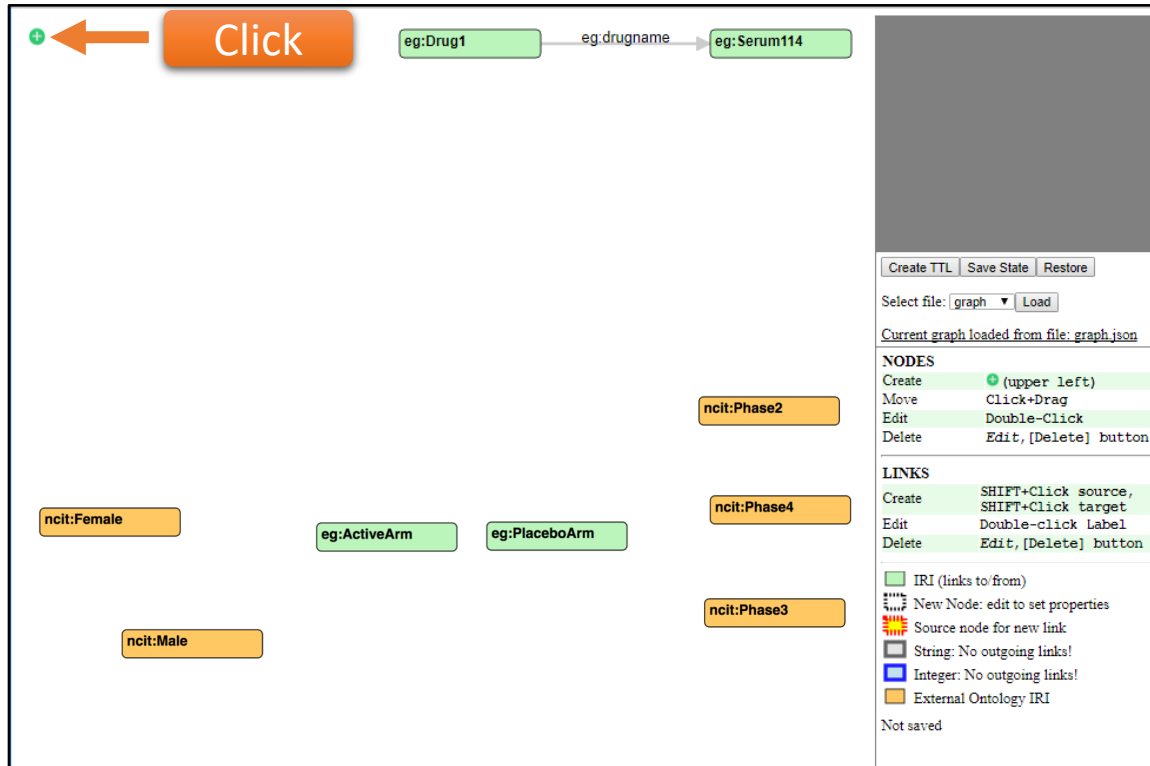 Click
eg:Drug1
eg:drugname
eg:Serum114
ncit:Phase2
ncit:Female
eg:ActiveArm
eg:PlaceboArm
ncit:Phase4
ncit:Phase3
ncit:Male
Create TTL Save State Restore
Select file: graph Load
Current graph loaded from file: graph.json
NODES
Create (upper left)
Move Click+Drag
Edit Double-Click
Delete Edit,[Delete] button
LINKS
Create SHIFT+Click source,
SHIFT+Click target
Edit Double-click Label
Delete Edit,[Delete] button
IRI (links to/from)
New Node: edit to set properties
Source node for new link
String: No outgoing links!
Integer: No outgoing links!
External Ontology IRI
Not saved